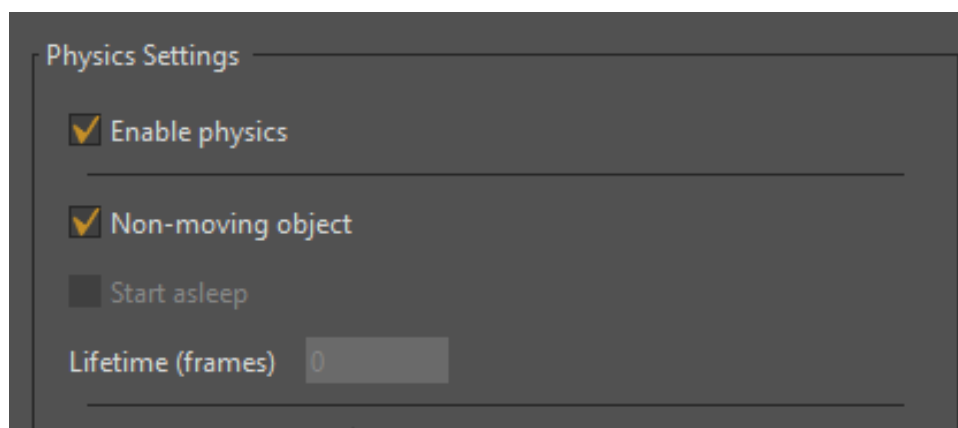 Physics Settings
Enable physics
Non-moving object
Start asleep
Lifetime (frames) 0